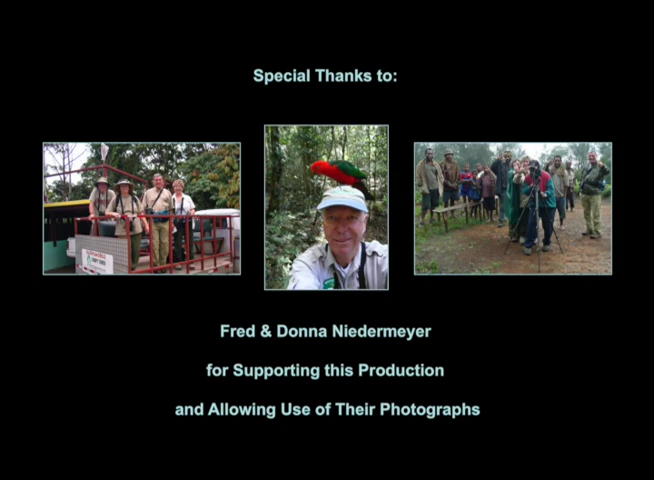 Special Thanks to:
Fred & Donna Niedermeyer
for Supporting this Production
and Allowing Use of Their Photographs